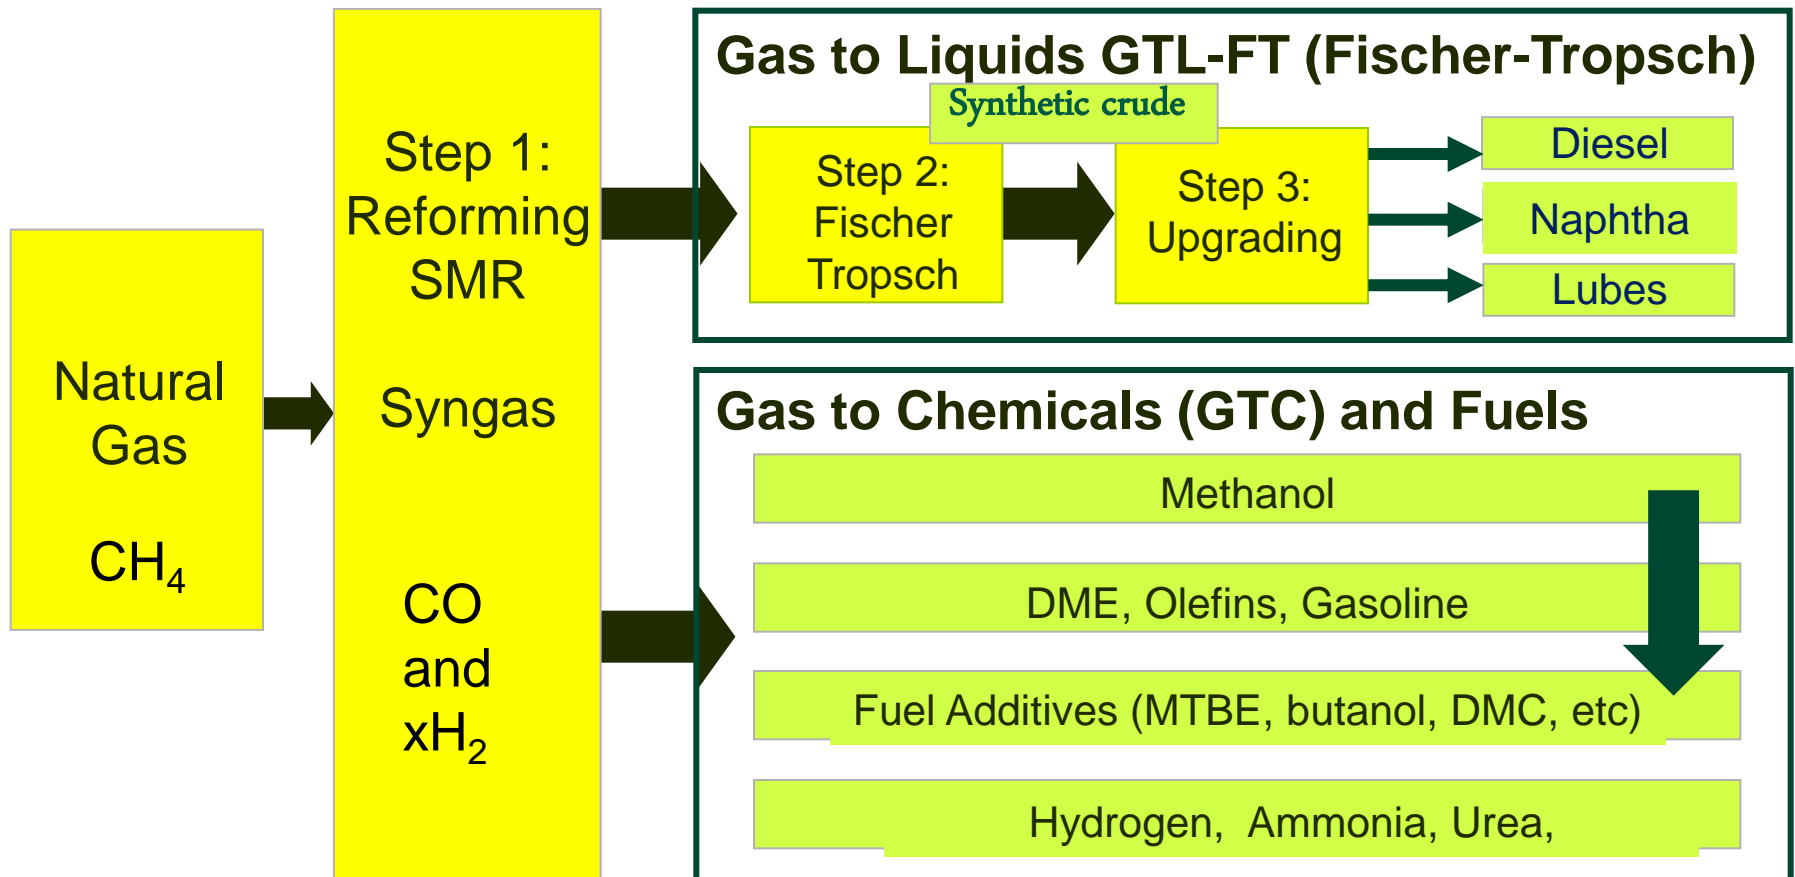 Natural
Gas
CH₄
Step 1:
Reforming
SMR
Syngas
CO
and
xH₂
Gas to Liquids GTL-FT (Fischer-Tropsch)
Synthetic crude
Step 2:
Fischer
Tropsch
Step 3:
Upgrading
Diesel
Naphtha
Lubes
Gas to Chemicals (GTC) and Fuels
Methanol
DME, Olefins, Gasoline
Fuel Additives (MTBE, butanol, DMC, etc)
Hydrogen, Ammonia, Urea,